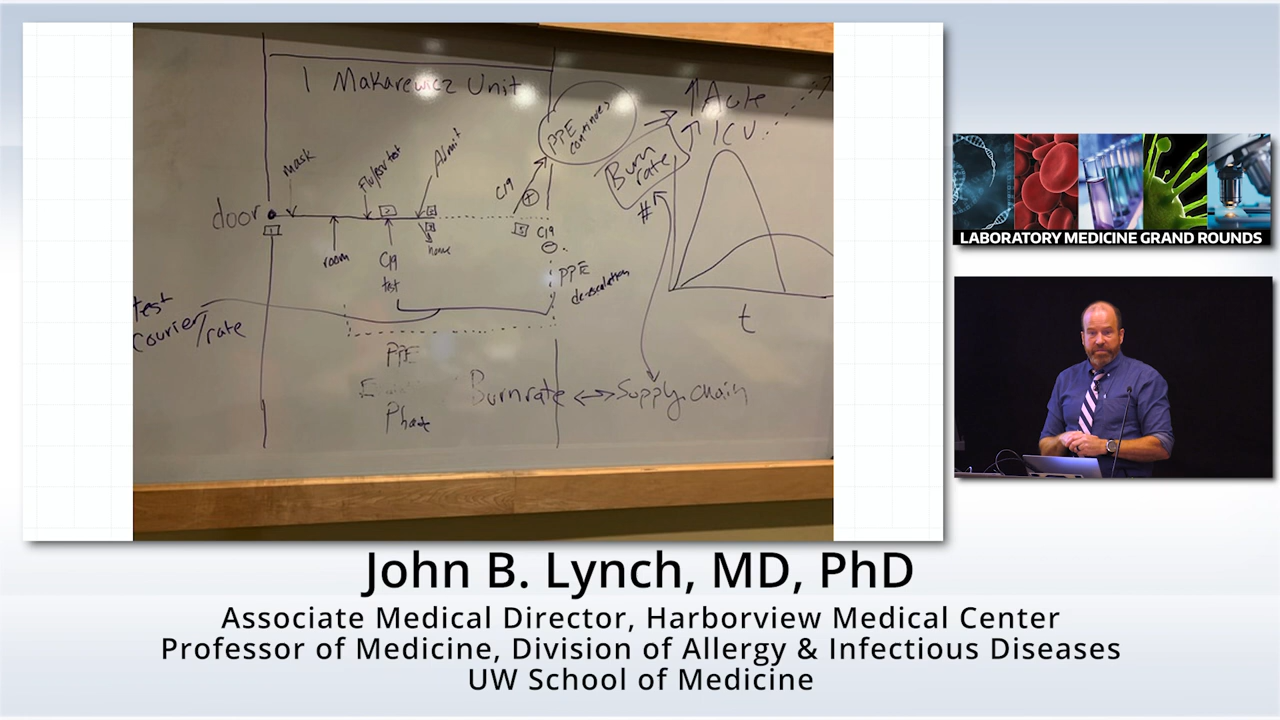 1 Makarewicz Unit
PPE
continues
↑ Acute
↑ ICU
mask
Flu/rsv test
Admit
C19
+
Burn
rate
#
door
1
2
room
C19
test
home
5
C19
-
PPE
de-escalation
test
courier/rate
t
PPE
Phase
Burn rate ↔ Supply chain
LABORATORY MEDICINE GRAND ROUNDS
John B. Lynch, MD, PhD
Associate Medical Director, Harborview Medical Center
Professor of Medicine, Division of Allergy & Infectious Diseases
UW School of Medicine